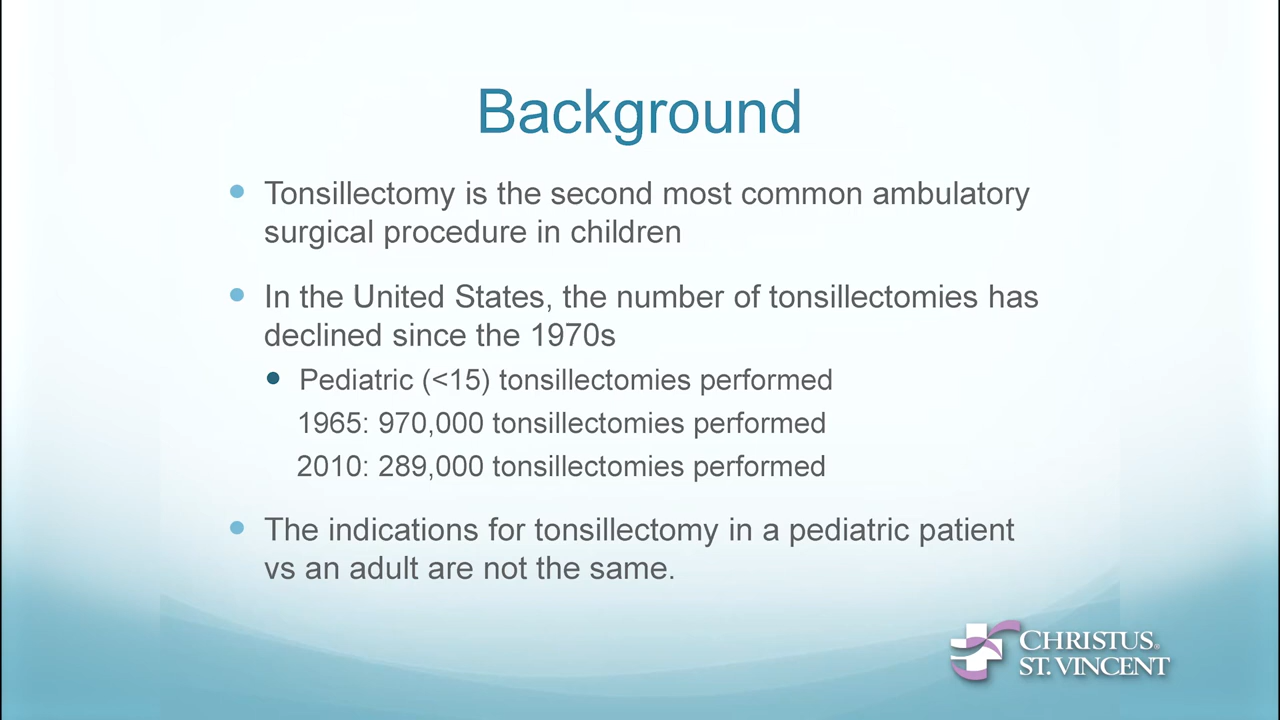 Background
Tonsillectomy is the second most common ambulatory
surgical procedure in children
In the United States, the number of tonsillectomies has
declined since the 1970s
Pediatric (<15) tonsillectomies performed
1965: 970,000 tonsillectomies performed
2010: 289,000 tonsillectomies performed
The indications for tonsillectomy in a pediatric patient
vs an adult are not the same.
CHRISTUS®
ST. VINCENT